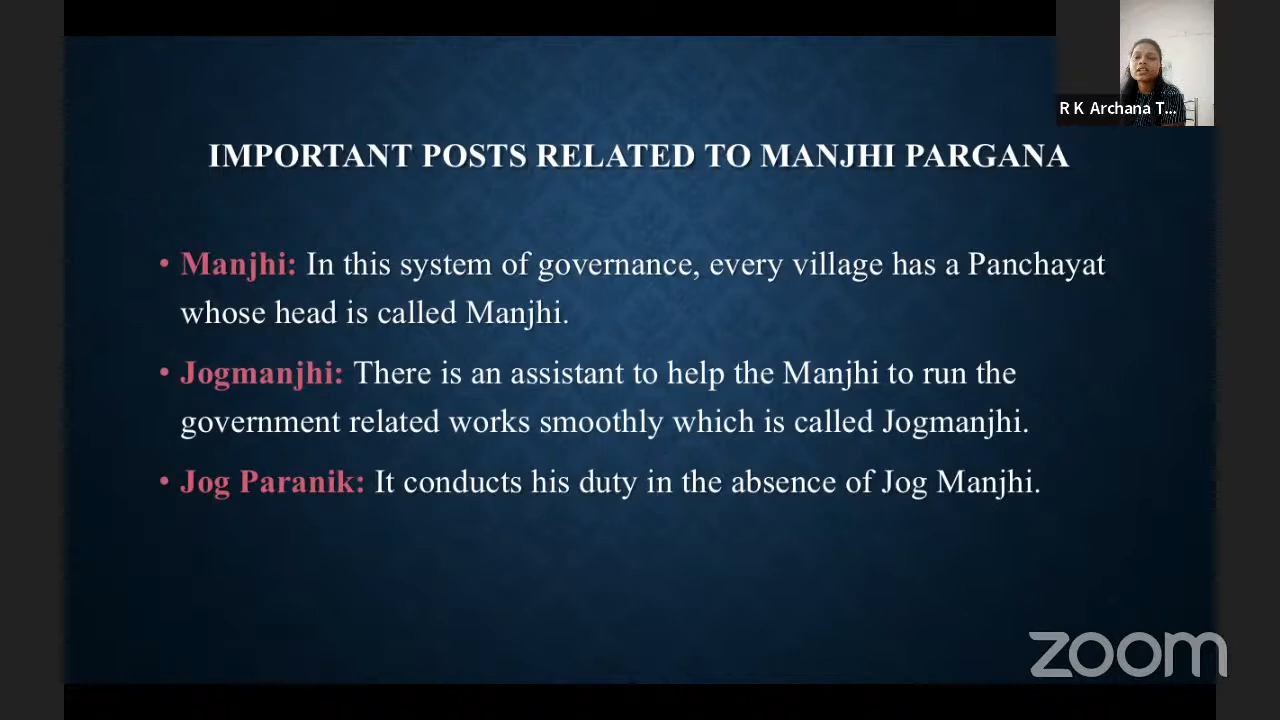 R K Archana T...
IMPORTANT POSTS RELATED TO MANJHI PARGANA
• Manjhi: In this system of governance, every village has a Panchayat
whose head is called Manjhi.
• Jogmanjhi: There is an assistant to help the Manjhi to run the
government related works smoothly which is called Jogmanjhi.
• Jog Paranik: It conducts his duty in the absence of Jog Manjhi.
zoom